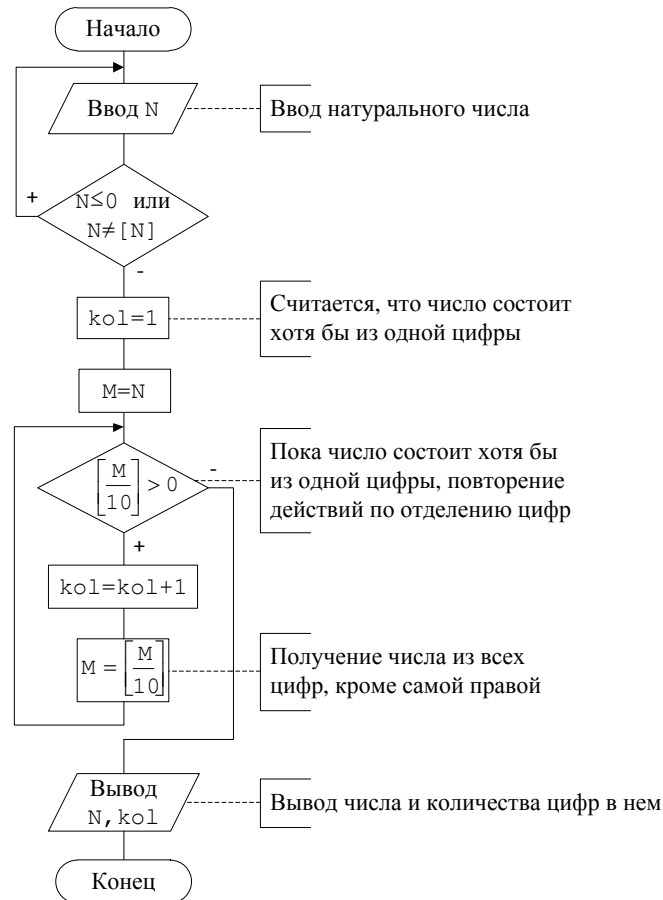 Начало
Ввод N
Ввод натурального числа
+
N≤0 или
N≠[N]
-
kol=1
Считается, что число состоит
хотя бы из одной цифры
M=N
[M/10] > 0
-
Пока число состоит хотя бы
из одной цифры, повторение
действий по отделению цифр
+
kol=kol+1
M = [M/10]
Получение числа из всех
цифр, кроме самой правой
Вывод
N,kol
Вывод числа и количества цифр в нем
Конец